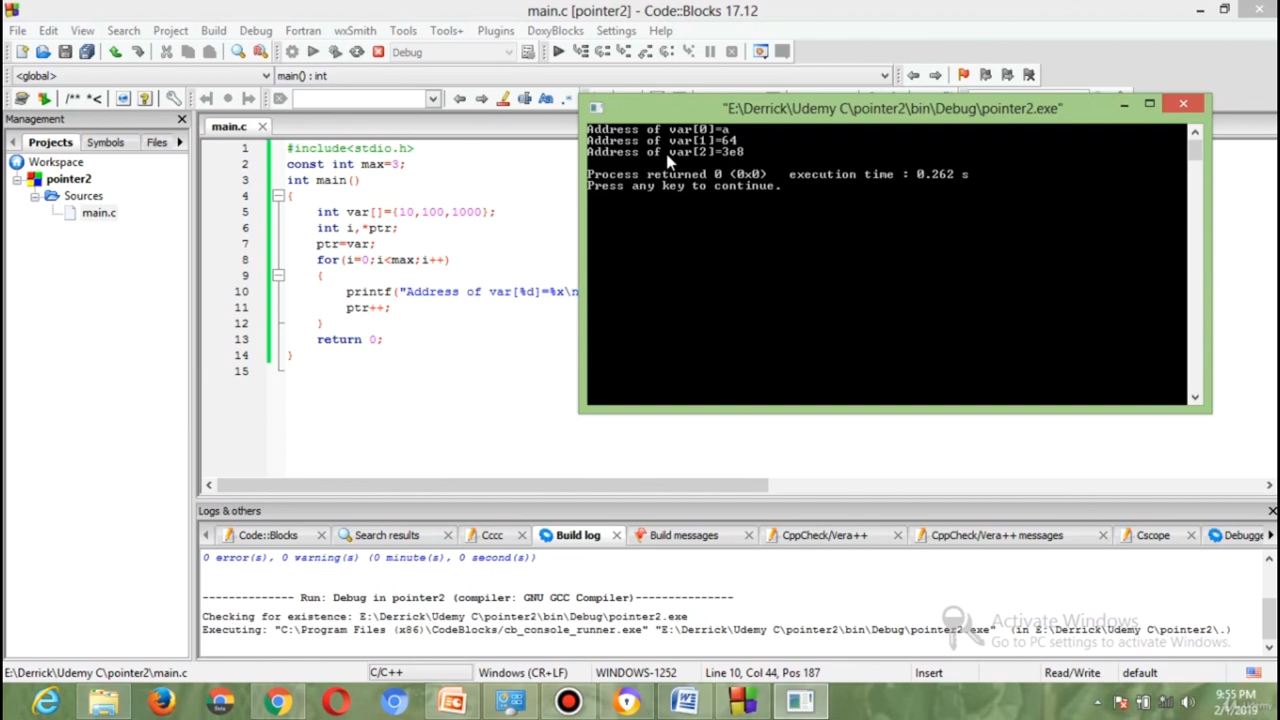 main.c [pointer2] - Code::Blocks 17.12
File Edit View Search Project Build Debug Fortran wxSmith Tools Tools+ Plugins DoxyBlocks Settings Help
Debug
<global> main() : int
/** *<
Management
Projects Symbols Files
Workspace
pointer2
Sources
main.c
main.c
1 #include<stdio.h>
2 const int max=3;
3 int main()
4 {
5 int var[]={10,100,1000};
6 int i,*ptr;
7 ptr=var;
8 for(i=0;i<max;i++)
9 {
10 printf("Address of var[%d]=%x\n
11 ptr++;
12 }
13 return 0;
14 }
15
"E:\Derrick\Udemy C\pointer2\bin\Debug\pointer2.exe"
Address of var[0]=a
Address of var[1]=64
Address of var[2]=3e8
Process returned 0 (0x0)   execution time : 0.262 s
Press any key to continue.
Logs & others
Code::Blocks Search results Cccc Build log Build messages CppCheck/Vera++ CppCheck/Vera++ messages Cscope Debugge
0 error(s), 0 warning(s) (0 minute(s), 0 second(s))
-------------- Run: Debug in pointer2 (compiler: GNU GCC Compiler)---------------
Checking for existence: E:\Derrick\Udemy C\pointer2\bin\Debug\pointer2.exe
Executing: "C:\Program Files (x86)\CodeBlocks/cb_console_runner.exe" "E:\Derrick\Udemy C\pointer2\bin\Debug\pointer2.exe"  (in E:\Derrick\Udemy C\pointer2\.)
Activate Windows
Go to PC settings to activate Windows.
E:\Derrick\Udemy C\pointer2\main.c C/C++ Windows (CR+LF) WINDOWS-1252 Line 10, Col 44, Pos 187 Insert Read/Write default
9:55 PM
2/1/2019